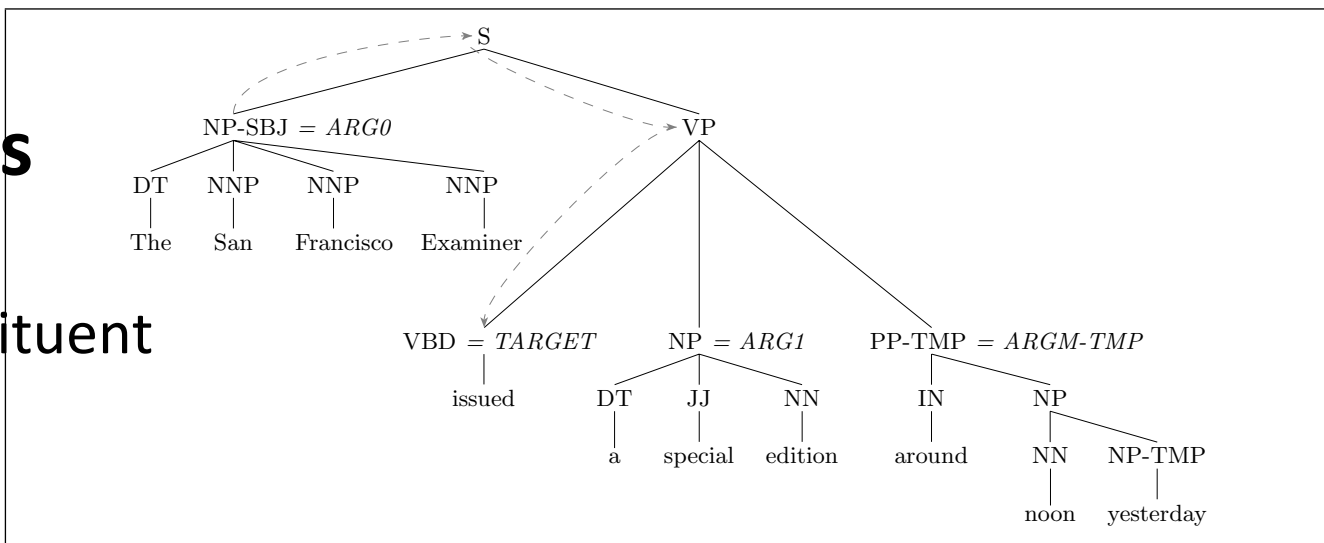 S
NP-SBJ = ARG0 VP
s
DT NNP NNP NNP
The San Francisco Examiner
ituent
VBD = TARGET NP = ARG1 PP-TMP = ARGM-TMP
issued DT JJ NN IN NP
a special edition around NN NP-TMP
noon yesterday